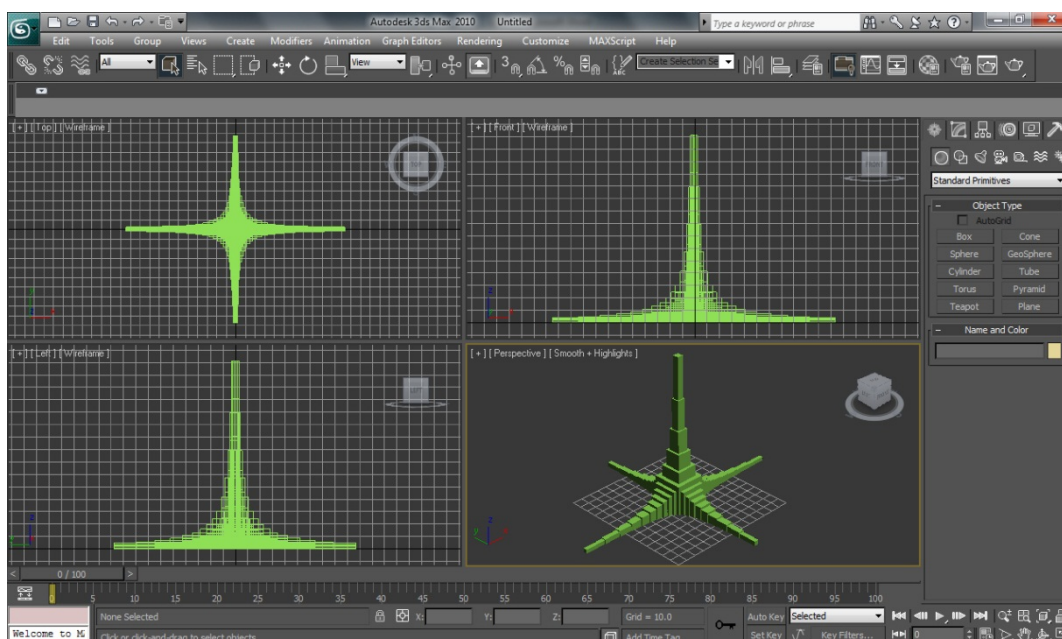 Autodesk 3ds Max 2010 Untitled
Type a keyword or phrase
Edit Tools Group Views Create Modifiers Animation Graph Editors Rendering Customize MAXScript Help
All View Create Selection Se
[ + ] [ Top ] [ Wireframe ]
[ + ] [ Front ] [ Wireframe ]
[ + ] [ Left ] [ Wireframe ]
[ + ] [ Perspective ] [ Smooth + Highlights ]
Standard Primitives
Object Type
AutoGrid
Box Cone
Sphere GeoSphere
Cylinder Tube
Torus Pyramid
Teapot Plane
Name and Color
0 / 100
0 5 10 15 20 25 30 35 40 45 50 55 60 65 70 75 80 85 90 95 100
None Selected X: Y: Z: Grid = 10.0 Auto Key Selected
Welcome to MA Click or click-and-drag to select objects Add Time Tag Set Key Key Filters... 0